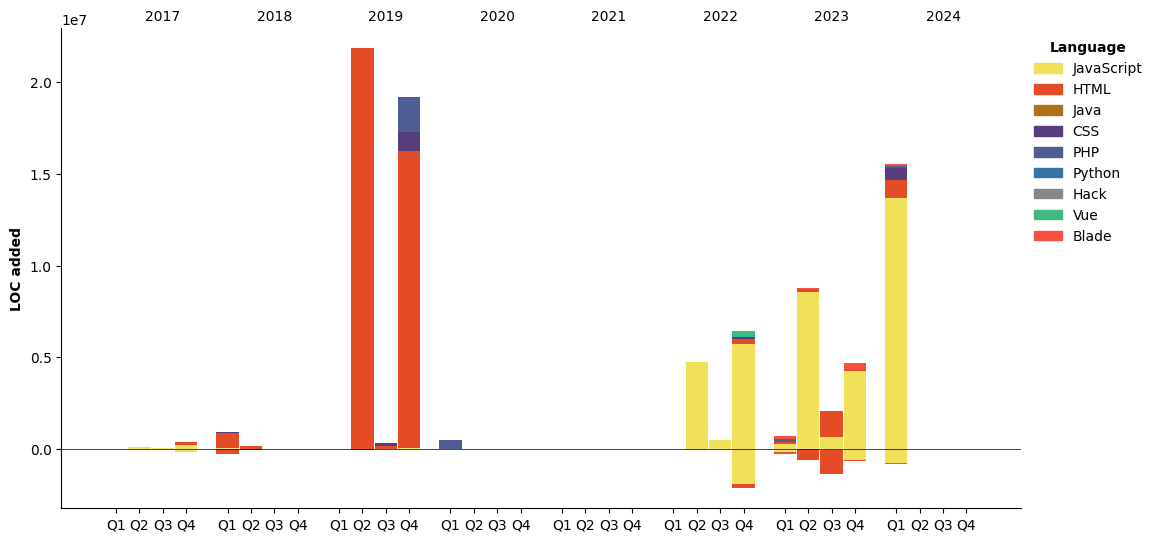 2017 2018 2019 2020 2021 2022 2023 2024
1e7
Language
JavaScript
HTML
Java
CSS
PHP
Python
Hack
Vue
Blade
LOC added
2.0
1.5
1.0
0.5
0.0
Q1 Q2 Q3 Q4 Q1 Q2 Q3 Q4 Q1 Q2 Q3 Q4 Q1 Q2 Q3 Q4 Q1 Q2 Q3 Q4 Q1 Q2 Q3 Q4 Q1 Q2 Q3 Q4 Q1 Q2 Q3 Q4